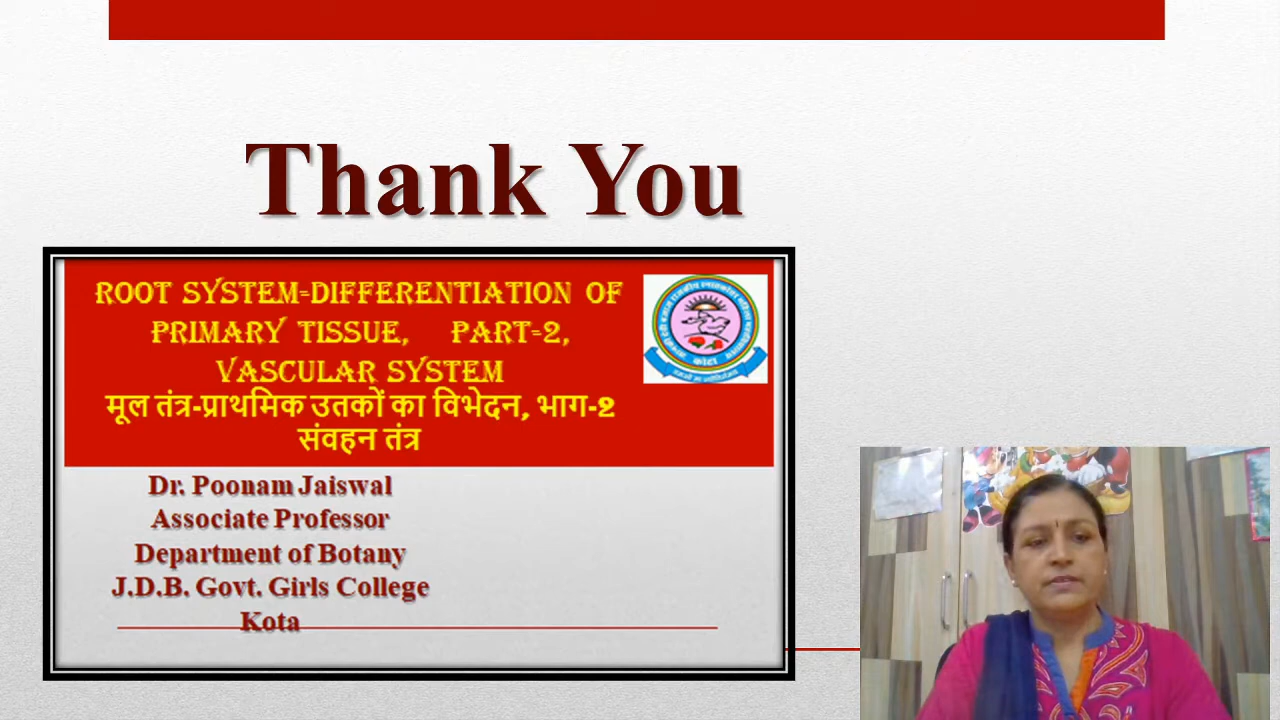 Thank You
ROOT SYSTEM-DIFFERENTIATION OF
PRIMARY TISSUE, PART-2,
VASCULAR SYSTEM
मूल तंत्र-प्राथमिक उतकों का विभेदन, भाग-2
संवहन तंत्र
कोटा
Dr. Poonam Jaiswal
Associate Professor
Department of Botany
J.D.B. Govt. Girls College
Kota